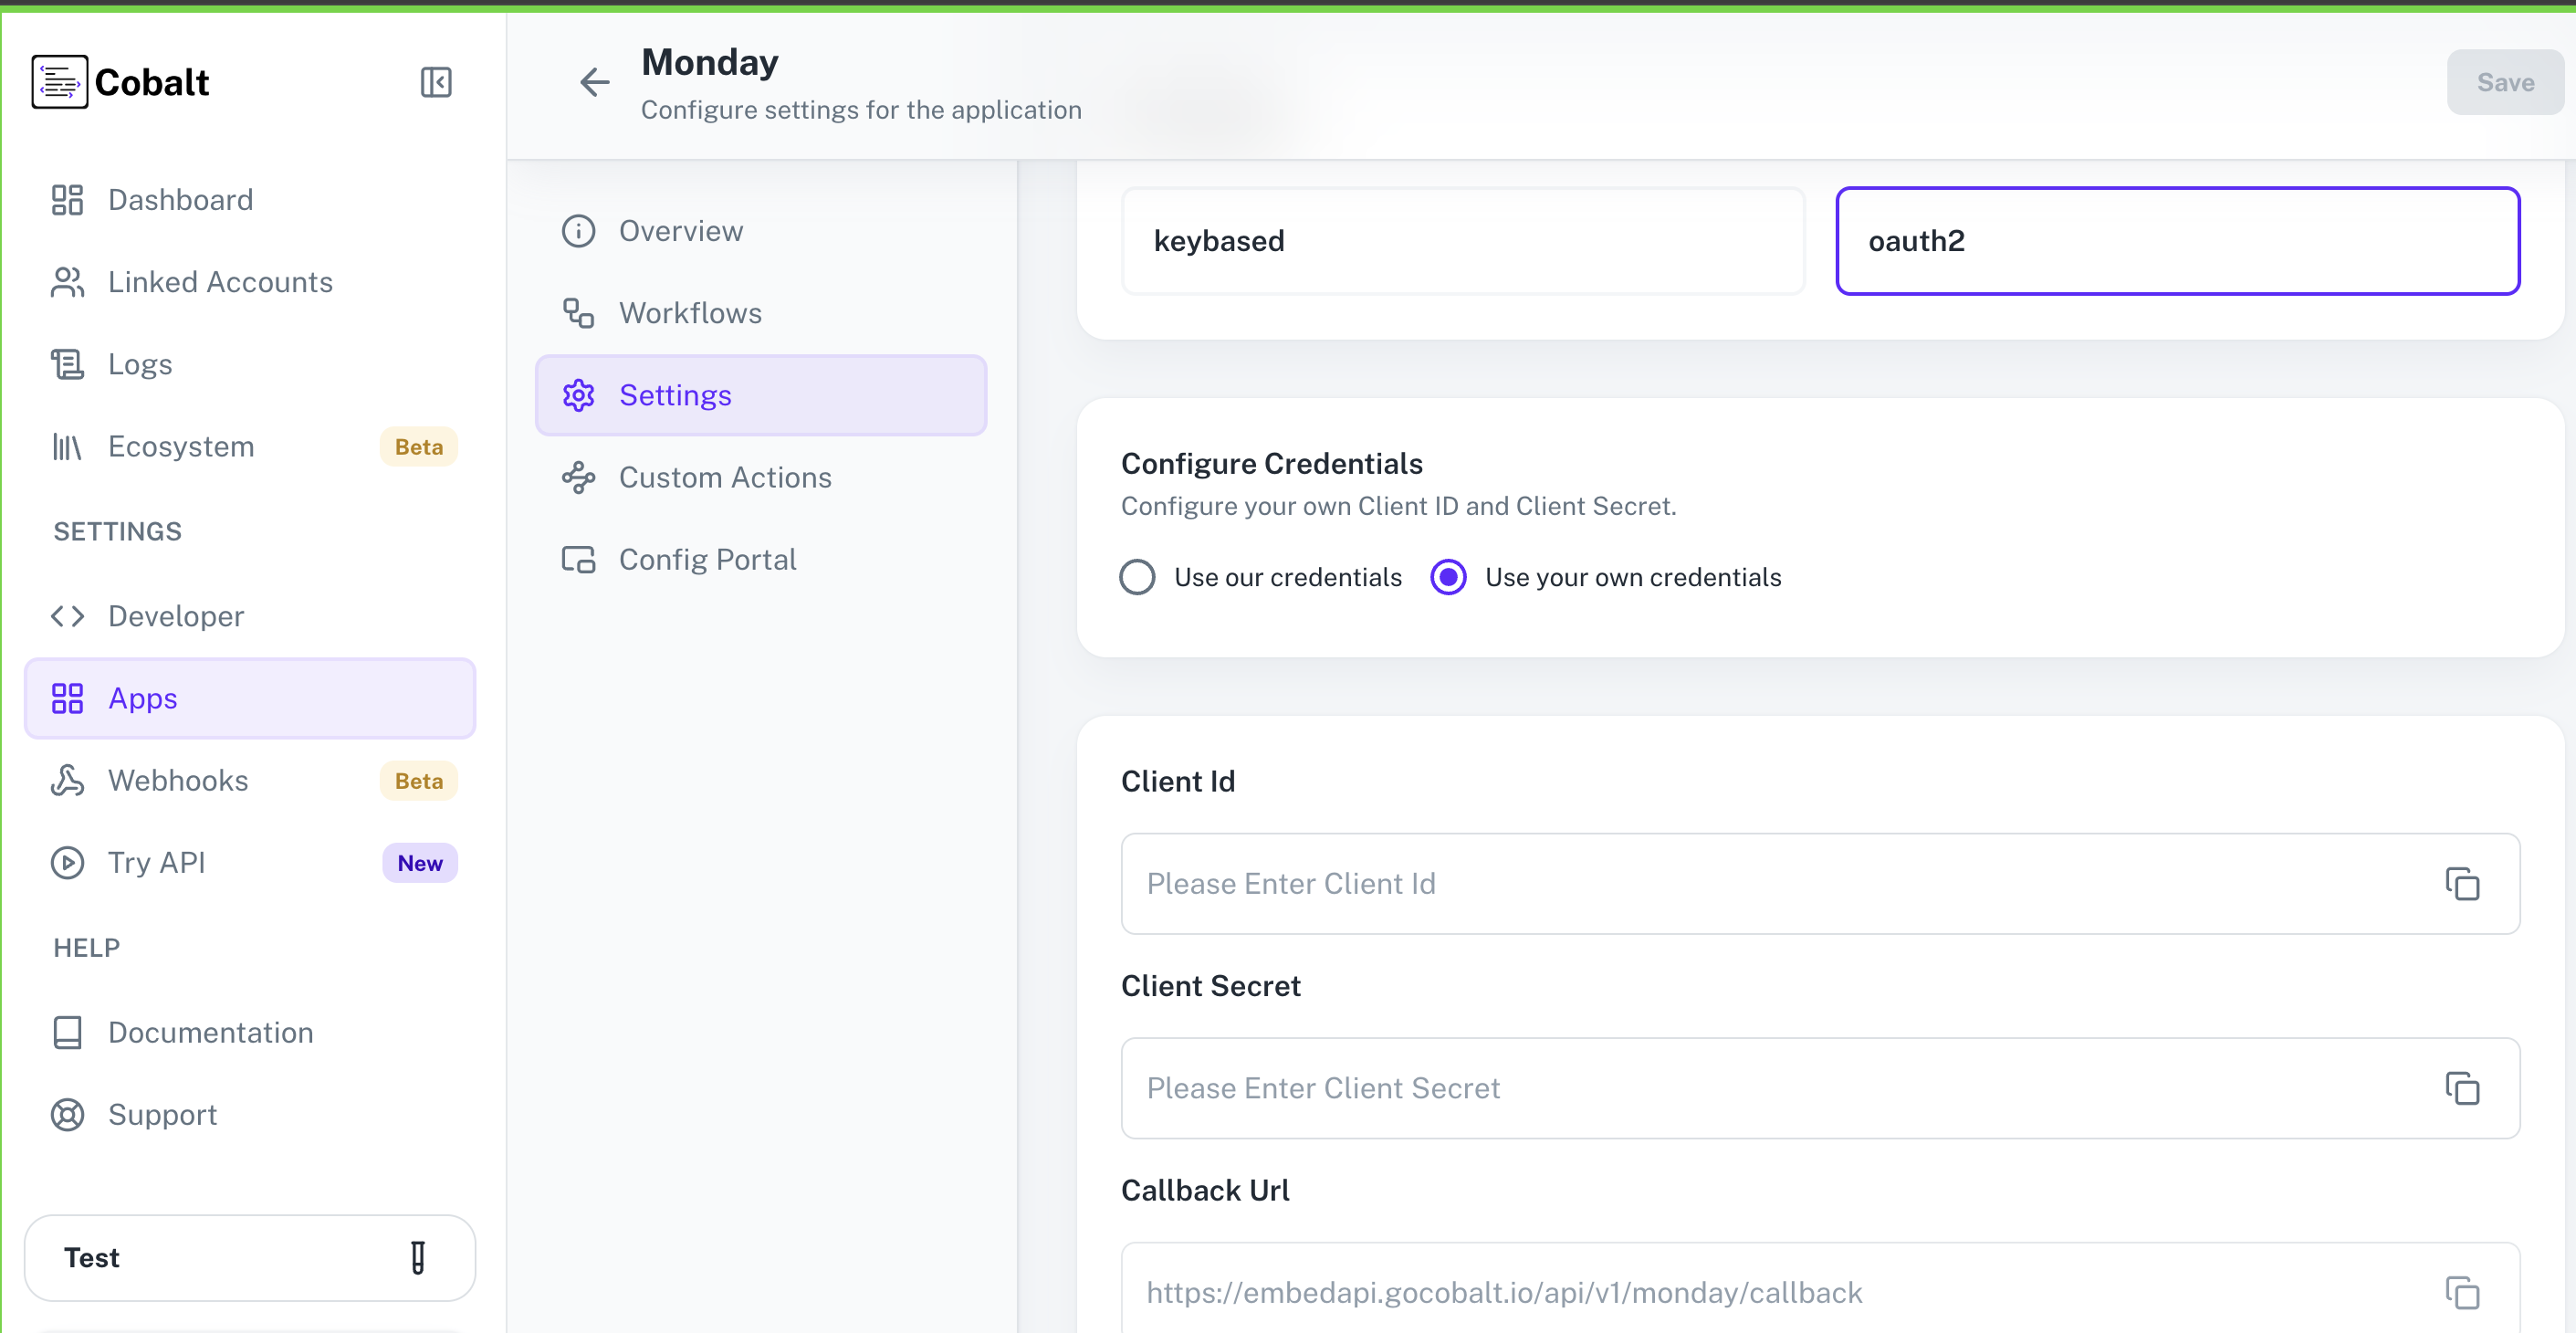 Cobalt
Dashboard
Linked Accounts
Logs
Ecosystem Beta
SETTINGS
Developer
Apps
Webhooks Beta
Try API New
HELP
Documentation
Support
Test
Monday
Configure settings for the application
Save
Overview
Workflows
Settings
Custom Actions
Config Portal
keybased
oauth2
Configure Credentials
Configure your own Client ID and Client Secret.
Use our credentials Use your own credentials
Client Id
Please Enter Client Id
Client Secret
Please Enter Client Secret
Callback Url
https://embedapi.gocobalt.io/api/v1/monday/callback